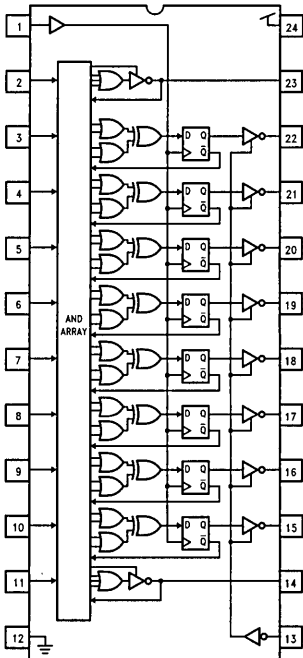 1 24
2 23
3 D Q Q̅ 22
4 D Q Q̅ 21
5 D Q Q̅ 20
6 D Q Q̅ 19
AND
ARRAY
7 D Q Q̅ 18
8 D Q Q̅ 17
9 D Q Q̅ 16
10 D Q Q̅ 15
11 14
12 13